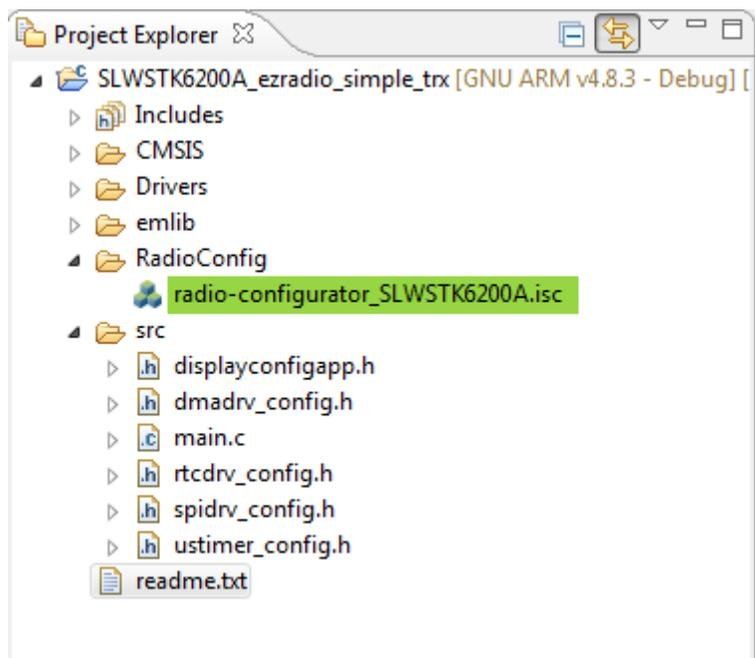 Project Explorer
SLWSTK6200A_ezradio_simple_trx [GNU ARM v4.8.3 - Debug] [
Includes
CMSIS
Drivers
emlib
RadioConfig
radio-configurator_SLWSTK6200A.isc
src
displayconfigapp.h
dmadrv_config.h
main.c
rtcdrv_config.h
spidrv_config.h
ustimer_config.h
readme.txt